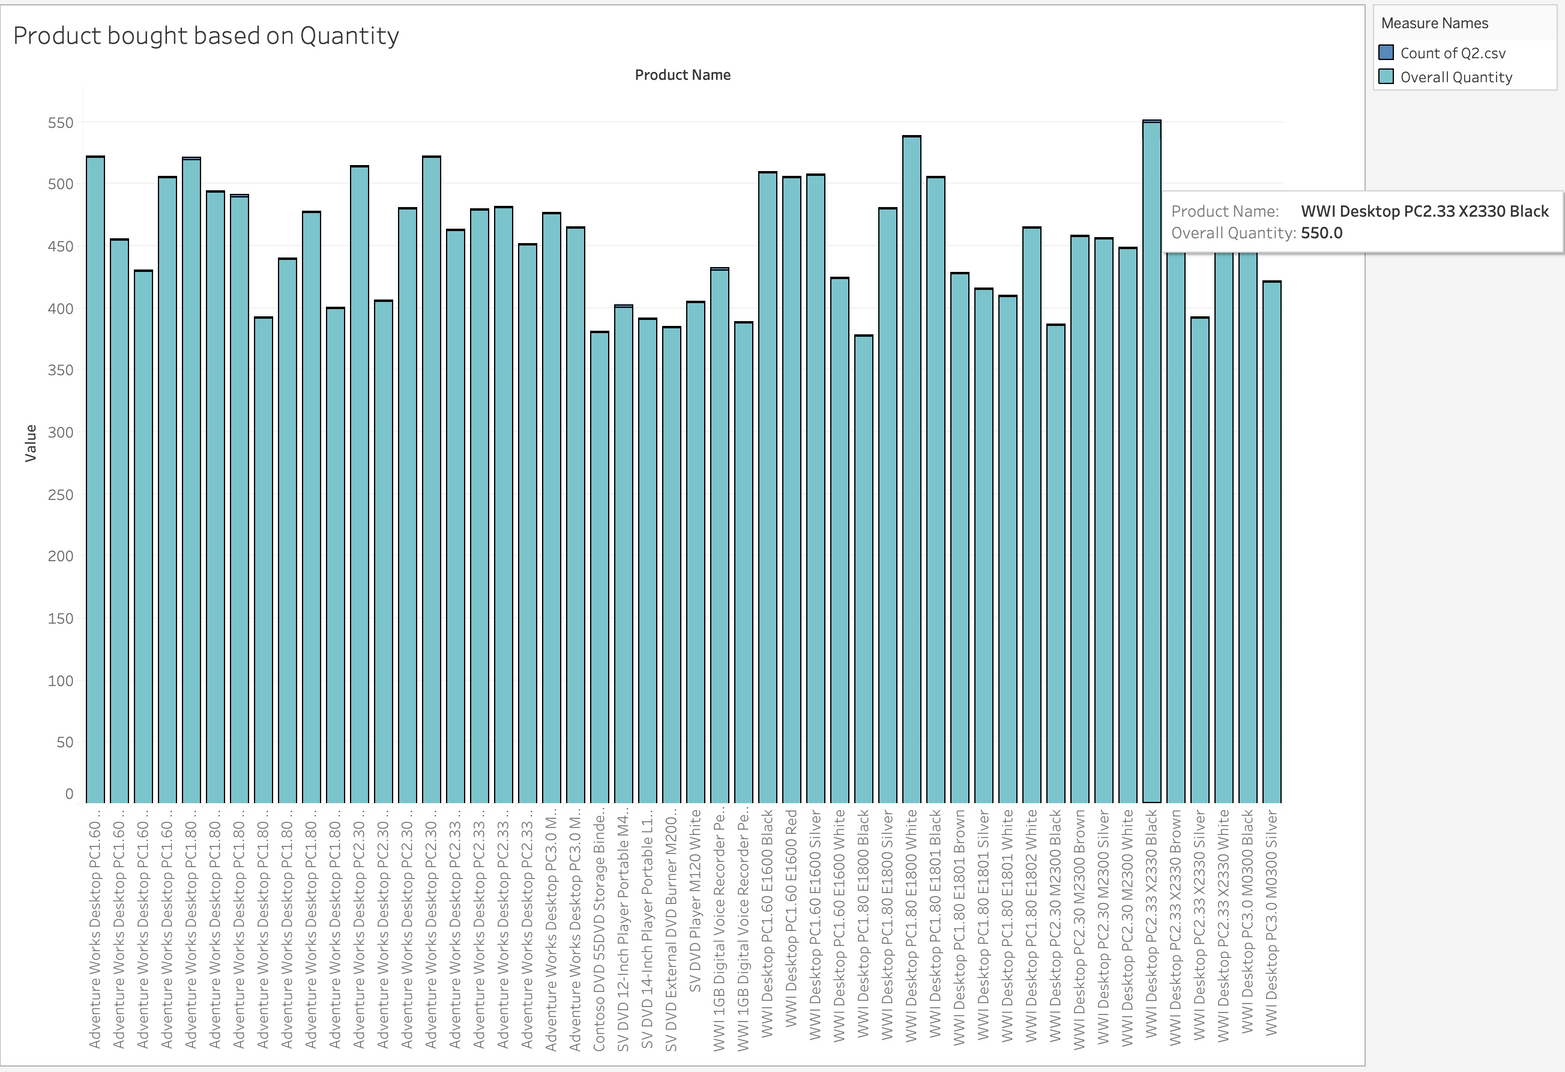 Product bought based on Quantity
Product Name
Measure Names
Count of Q2.csv
Overall Quantity
550
500
450
400
350
300
250
200
150
100
50
0
Value
Product Name: WWI Desktop PC2.33 X2330 Black
Overall Quantity: 550.0
Adventure Works Desktop PC1.60 ..
Adventure Works Desktop PC1.60 ..
Adventure Works Desktop PC1.60 ..
Adventure Works Desktop PC1.60 ..
Adventure Works Desktop PC1.80 ..
Adventure Works Desktop PC1.80 ..
Adventure Works Desktop PC1.80 ..
Adventure Works Desktop PC1.80 ..
Adventure Works Desktop PC1.80 ..
Adventure Works Desktop PC1.80 ..
Adventure Works Desktop PC1.80 ..
Adventure Works Desktop PC2.30 ..
Adventure Works Desktop PC2.30 ..
Adventure Works Desktop PC2.30 ..
Adventure Works Desktop PC2.30 ..
Adventure Works Desktop PC2.33 ..
Adventure Works Desktop PC2.33 ..
Adventure Works Desktop PC2.33 ..
Adventure Works Desktop PC2.33 ..
Adventure Works Desktop PC3.0 M..
Adventure Works Desktop PC3.0 M..
Contoso DVD 55DVD Storage Binde..
SV DVD 12-Inch Player Portable M4..
SV DVD 14-Inch Player Portable L1..
SV DVD External DVD Burner M200..
SV DVD Player M120 White
WWI 1GB Digital Voice Recorder Pe..
WWI 1GB Digital Voice Recorder Pe..
WWI Desktop PC1.60 E1600 Black
WWI Desktop PC1.60 E1600 Red
WWI Desktop PC1.60 E1600 Silver
WWI Desktop PC1.60 E1600 White
WWI Desktop PC1.80 E1800 Black
WWI Desktop PC1.80 E1800 Silver
WWI Desktop PC1.80 E1800 White
WWI Desktop PC1.80 E1801 Black
WWI Desktop PC1.80 E1801 Brown
WWI Desktop PC1.80 E1801 Silver
WWI Desktop PC1.80 E1801 White
WWI Desktop PC1.80 E1802 White
WWI Desktop PC2.30 M2300 Black
WWI Desktop PC2.30 M2300 Brown
WWI Desktop PC2.30 M2300 Silver
WWI Desktop PC2.30 M2300 White
WWI Desktop PC2.33 X2330 Black
WWI Desktop PC2.33 X2330 Brown
WWI Desktop PC2.33 X2330 Silver
WWI Desktop PC2.33 X2330 White
WWI Desktop PC3.0 M0300 Black
WWI Desktop PC3.0 M0300 Silver